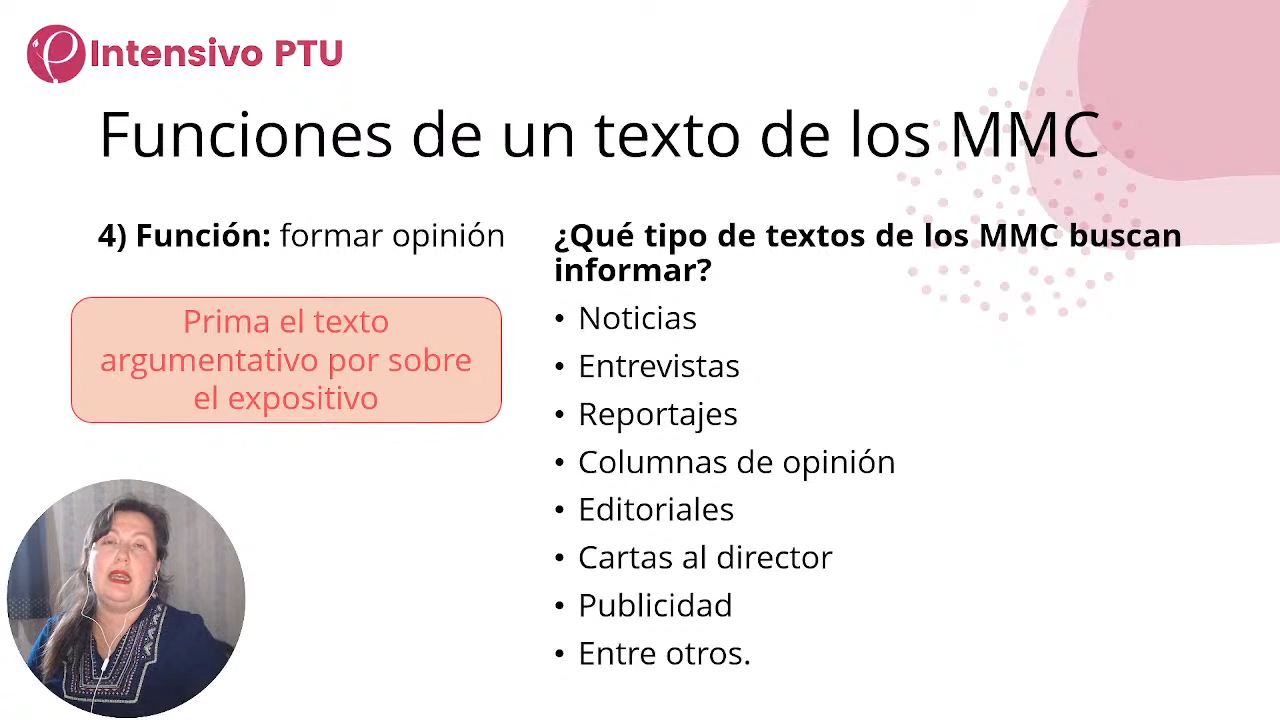 Intensivo PTU
Funciones de un texto de los MMC
4) Función: formar opinión
Prima el texto
argumentativo por sobre
el expositivo
¿Qué tipo de textos de los MMC buscan
informar?
• Noticias
• Entrevistas
• Reportajes
• Columnas de opinión
• Editoriales
• Cartas al director
• Publicidad
• Entre otros.